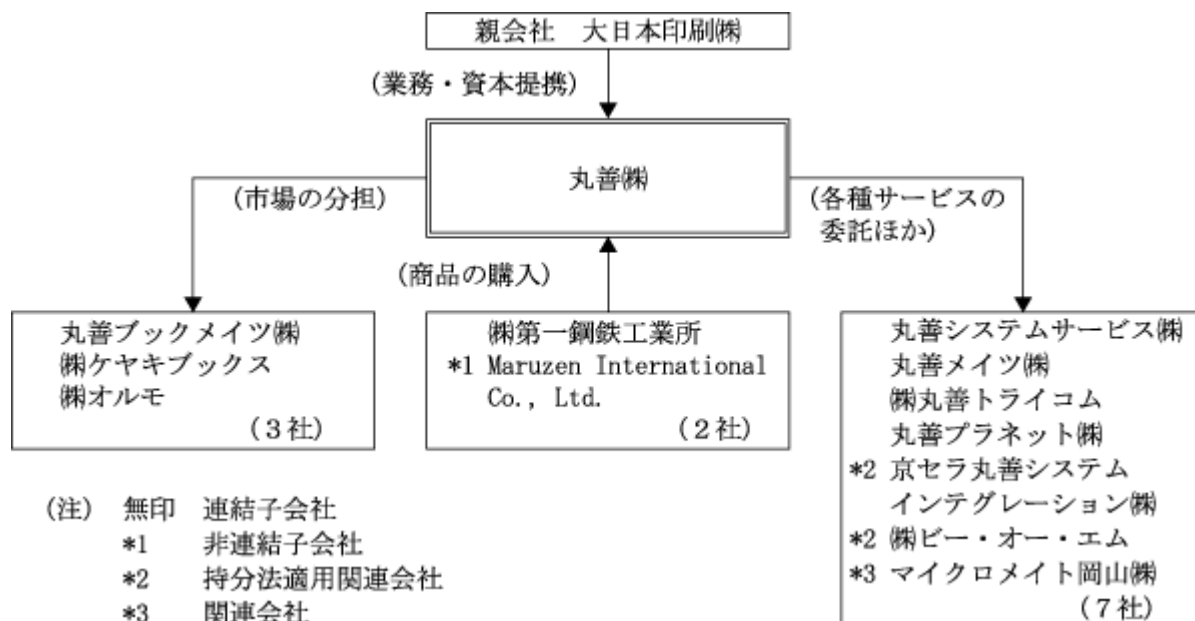 親会社 大日本印刷㈱
(業務・資本提携)
丸善㈱
(市場の分担)
(各種サービスの
委託ほか)
(商品の購入)
丸善ブックメイツ㈱
㈱ケヤキブックス
㈱オルモ
(3社)
㈱第一鋼鉄工業所
*1 Maruzen International
Co., Ltd.
(2社)
丸善システムサービス㈱
丸善メイツ㈱
㈱丸善トライコム
丸善プラネット㈱
*2 京セラ丸善システム
インテグレーション㈱
*2 ㈱ビー・オー・エム
*3 マイクロメイト岡山㈱
(7社)
(注) 無印 連結子会社
*1 非連結子会社
*2 持分法適用関連会社
*3 関連会社